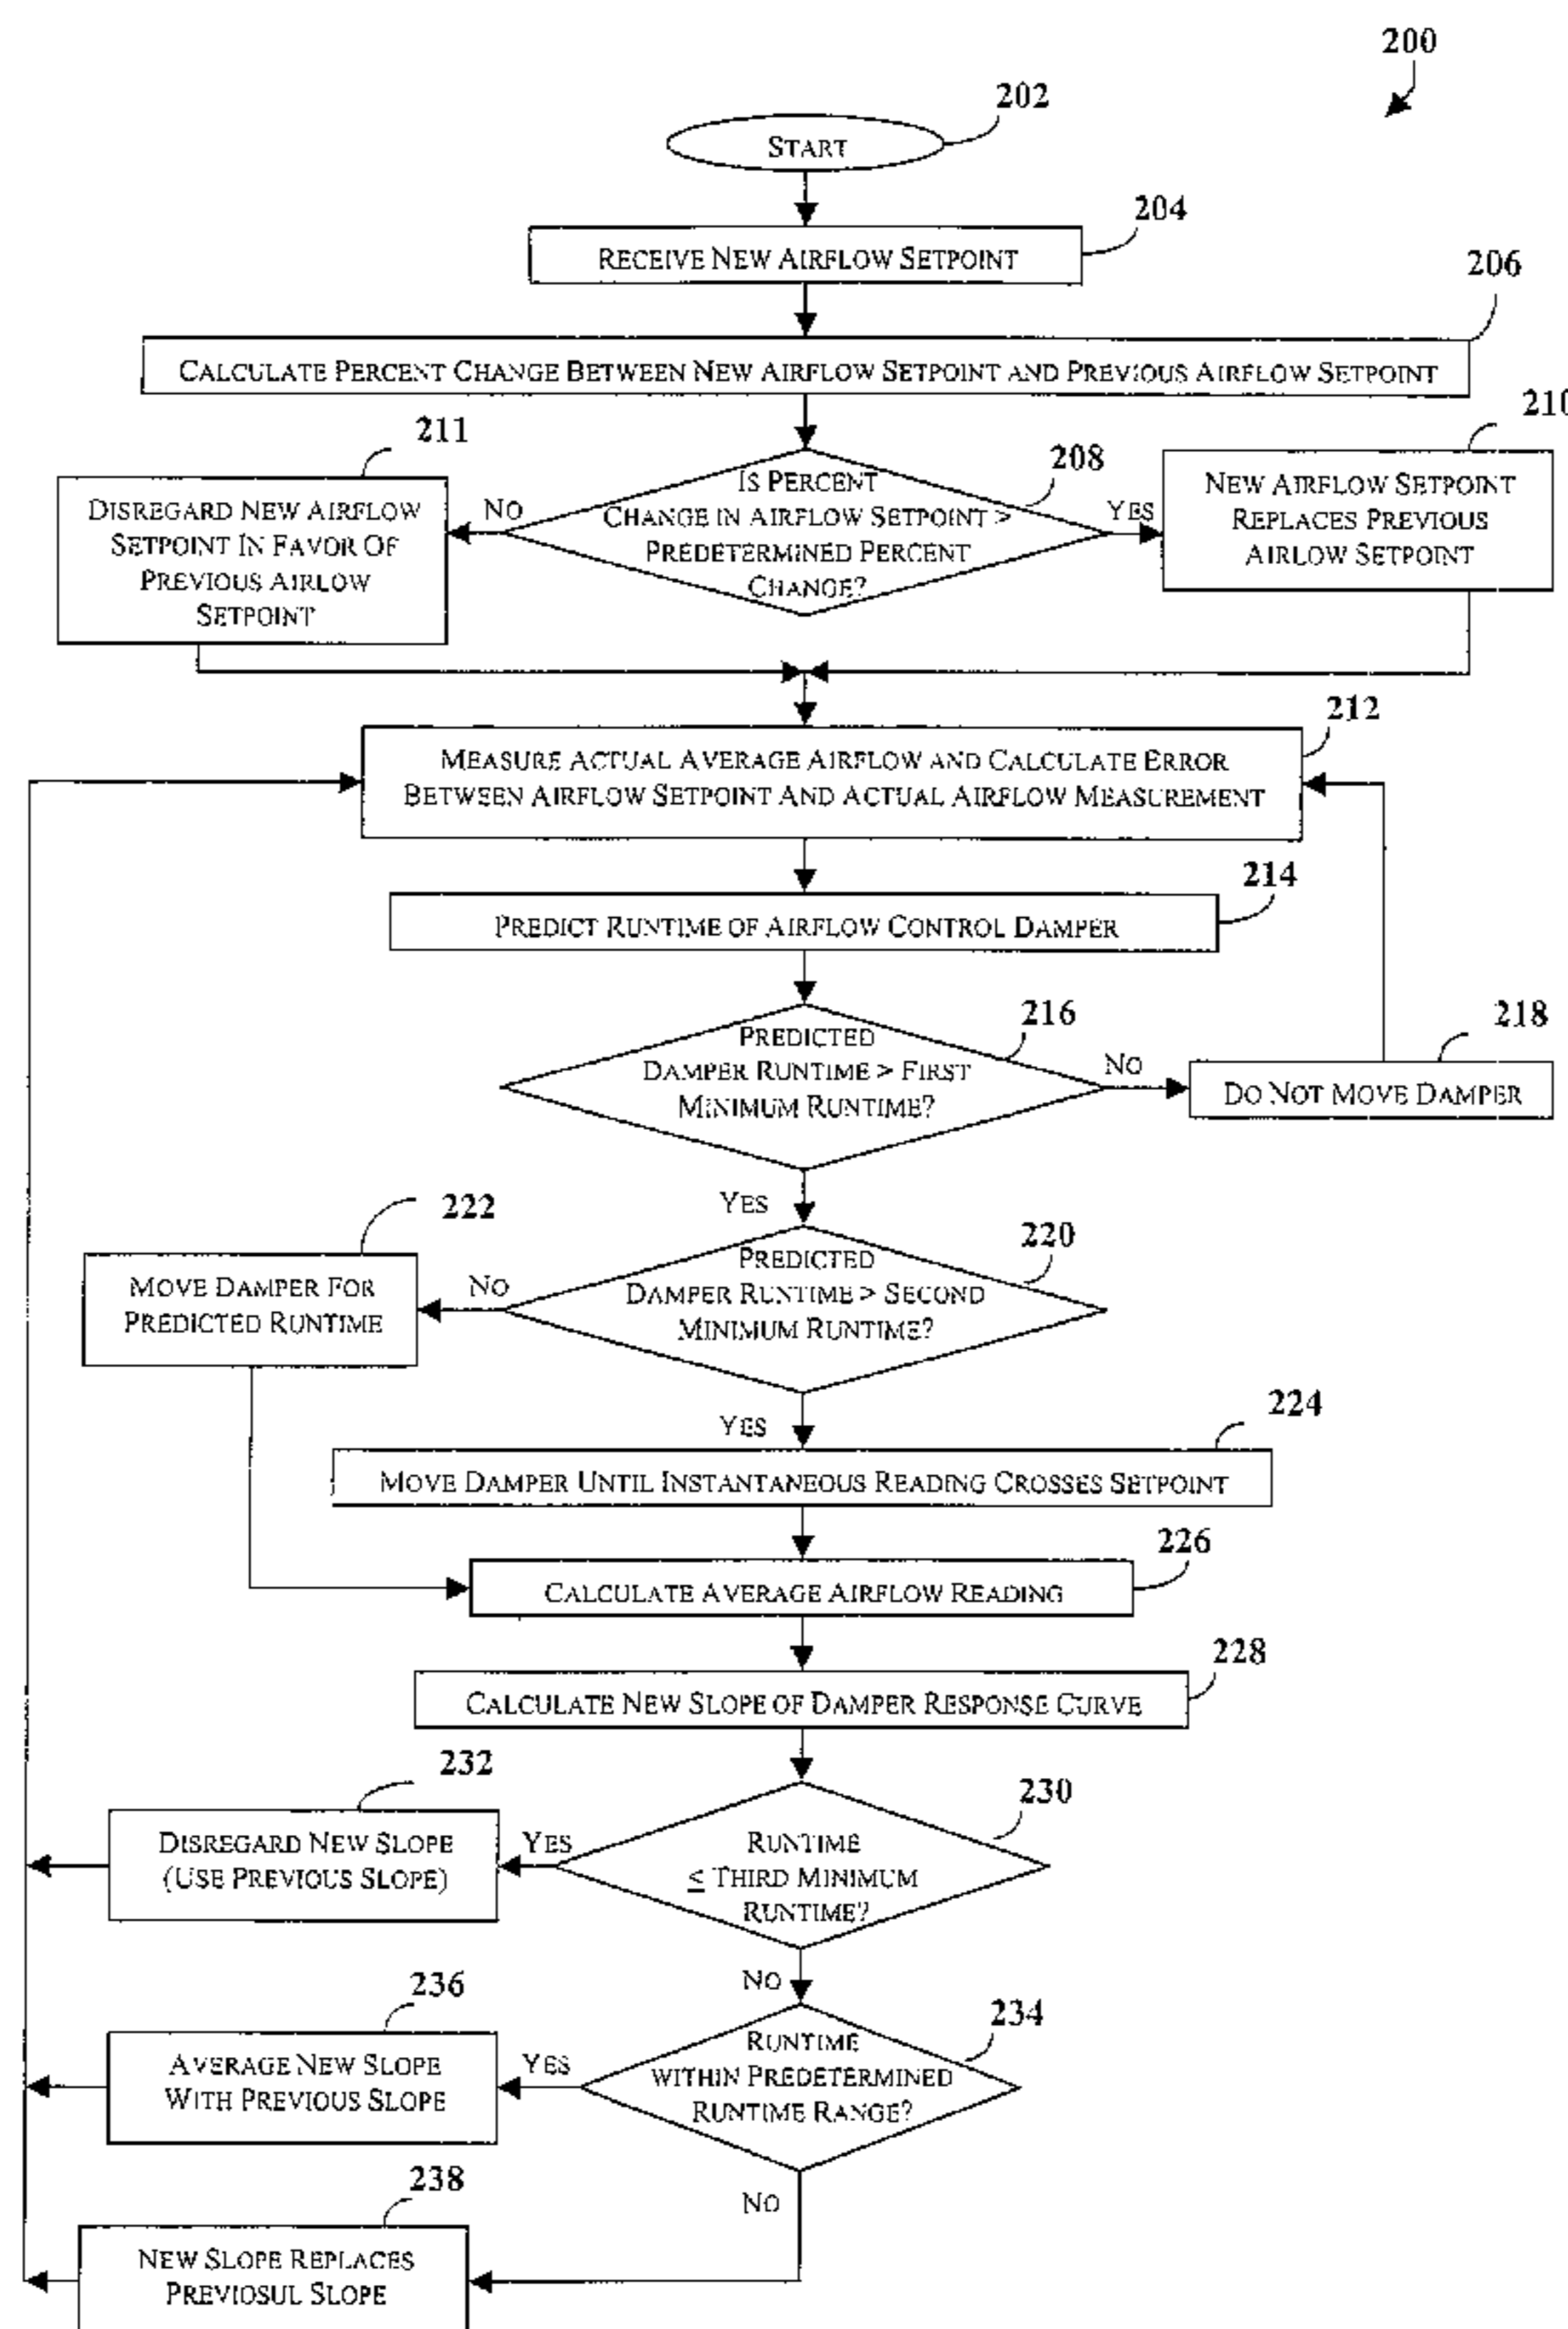 200
202
START
204
RECEIVE NEW AIRFLOW SETPOINT
206
CALCULATE PERCENT CHANGE BETWEEN NEW AIRFLOW SETPOINT AND PREVIOUS AIRFLOW SETPOINT
211
DISREGARD NEW AIRFLOW
SETPOINT IN FAVOR OF
PREVIOUS AIRLOW
SETPOINT
NO
208
IS PERCENT
CHANGE IN AIRFLOW SETPOINT >
PREDETERMINED PERCENT
CHANGE?
YES
210
NEW AIRFLOW SETPOINT
REPLACES PREVIOUS
AIRLOW SETPOINT
212
MEASURE ACTUAL AVERAGE AIRFLOW AND CALCULATE ERROR
BETWEEN AIRFLOW SETPOINT AND ACTUAL AIRFLOW MEASUREMENT
214
PREDICT RUNTIME OF AIRFLOW CONTROL DAMPER
216
PREDICTED
DAMPER RUNTIME > FIRST
MINIMUM RUNTIME?
NO
218
DO NOT MOVE DAMPER
YES
222
MOVE DAMPER FOR
PREDICTED RUNTIME
NO
220
PREDICTED
DAMPER RUNTIME > SECOND
MINIMUM RUNTIME?
YES
224
MOVE DAMPER UNTIL INSTANTANEOUS READING CROSSES SETPOINT
226
CALCULATE AVERAGE AIRFLOW READING
228
CALCULATE NEW SLOPE OF DAMPER RESPONSE CURVE
232
DISREGARD NEW SLOPE
(USE PREVIOUS SLOPE)
YES
230
RUNTIME
≤ THIRD MINIMUM
RUNTIME?
NO
236
AVERAGE NEW SLOPE
WITH PREVIOUS SLOPE
YES
234
RUNTIME
WITHIN PREDETERMINED
RUNTIME RANGE?
NO
238
NEW SLOPE REPLACES
PREVIOSUL SLOPE